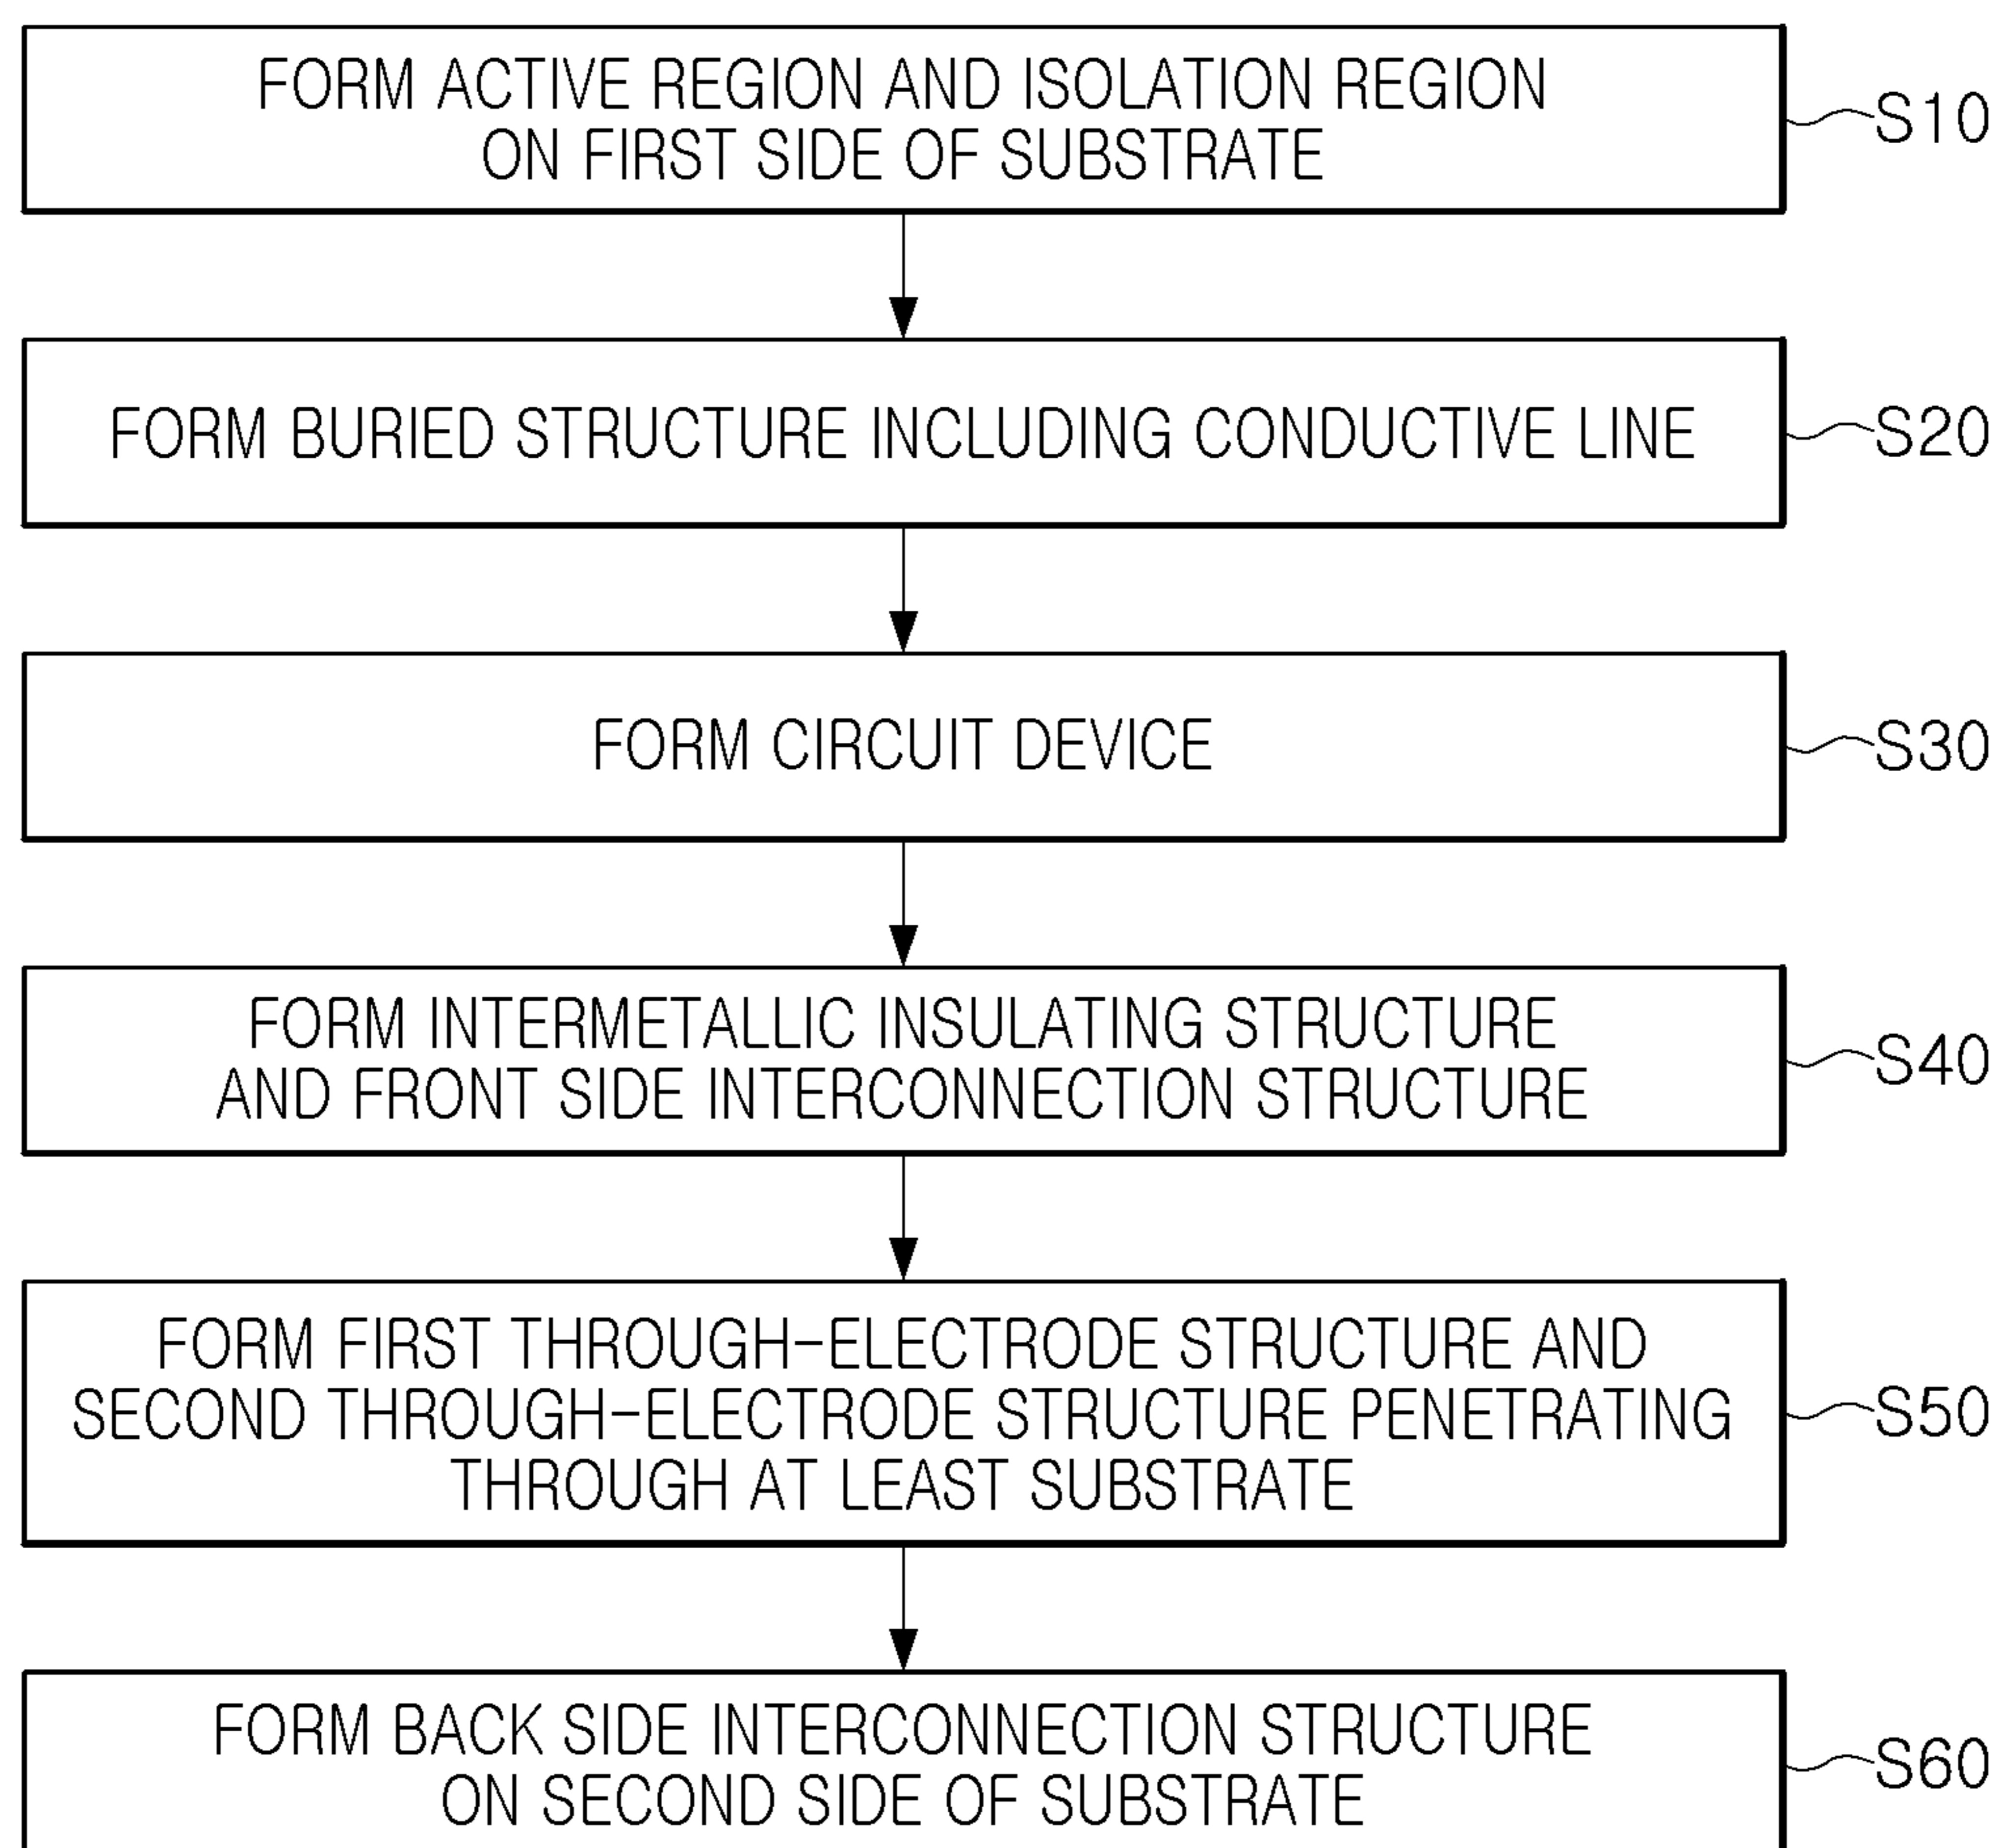 FORM ACTIVE REGION AND ISOLATION REGION
ON FIRST SIDE OF SUBSTRATE
S10
FORM BURIED STRUCTURE INCLUDING CONDUCTIVE LINE
S20
FORM CIRCUIT DEVICE
S30
FORM INTERMETALLIC INSULATING STRUCTURE
AND FRONT SIDE INTERCONNECTION STRUCTURE
S40
FORM FIRST THROUGH-ELECTRODE STRUCTURE AND
SECOND THROUGH-ELECTRODE STRUCTURE PENETRATING
THROUGH AT LEAST SUBSTRATE
S50
FORM BACK SIDE INTERCONNECTION STRUCTURE
ON SECOND SIDE OF SUBSTRATE
S60